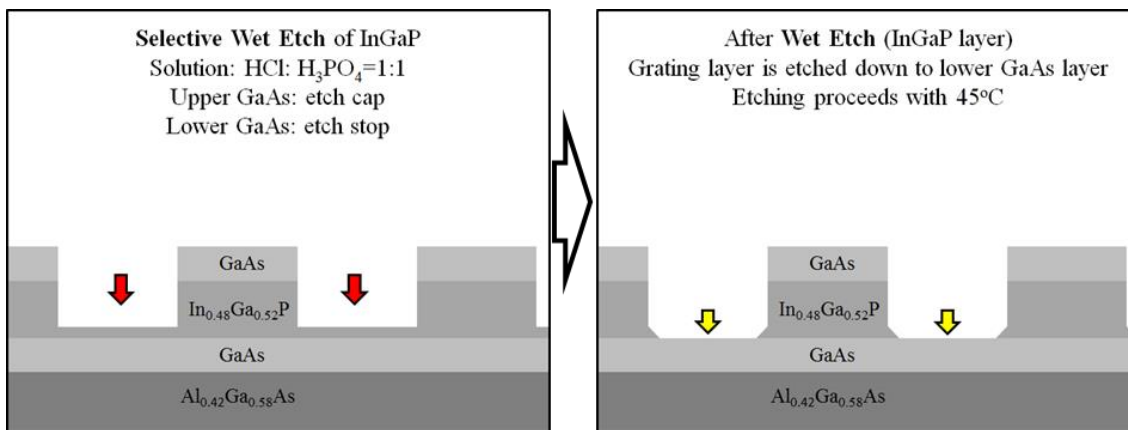 Selective Wet Etch of InGaP
Solution: HCl: H₃PO₄=1:1
Upper GaAs: etch cap
Lower GaAs: etch stop
GaAs
In₀.₄₈Ga₀.₅₂P
GaAs
Al₀.₄₂Ga₀.₅₈As
After Wet Etch (InGaP layer)
Grating layer is etched down to lower GaAs layer
Etching proceeds with 45°C
GaAs
In₀.₄₈Ga₀.₅₂P
GaAs
Al₀.₄₂Ga₀.₅₈As